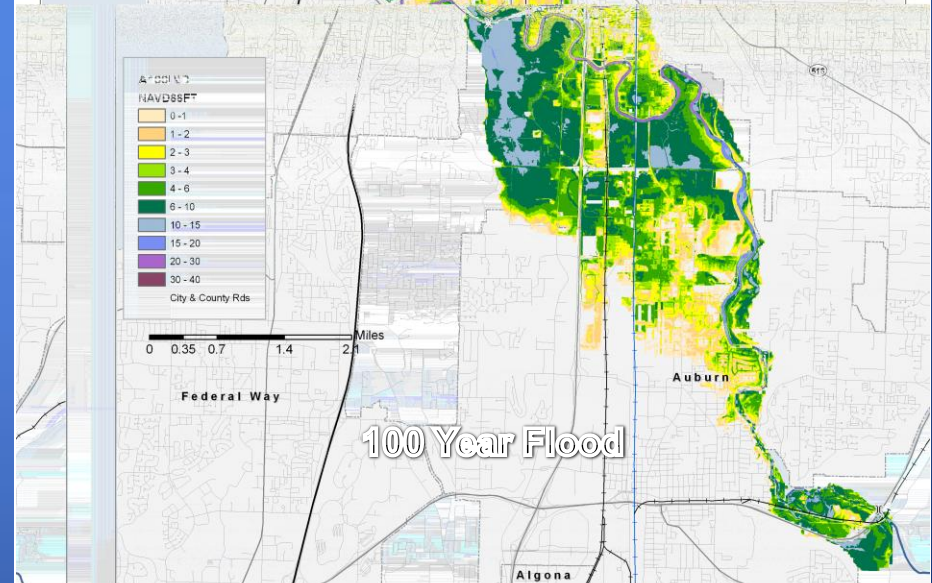 NAVD88FT
0 -1
1 - 2
2 - 3
3 - 4
4 - 6
6 - 10
10 - 15
15 - 20
20 - 30
30 - 40
City & County Rds
Miles
0 0.35 0.7 1.4 2.1
Federal Way
Auburn
100 Year Flood
Algona